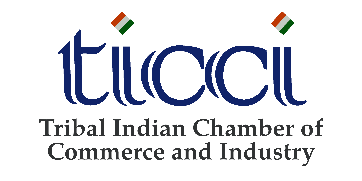 ticci
Tribal Indian Chamber of
Commerce and Industry